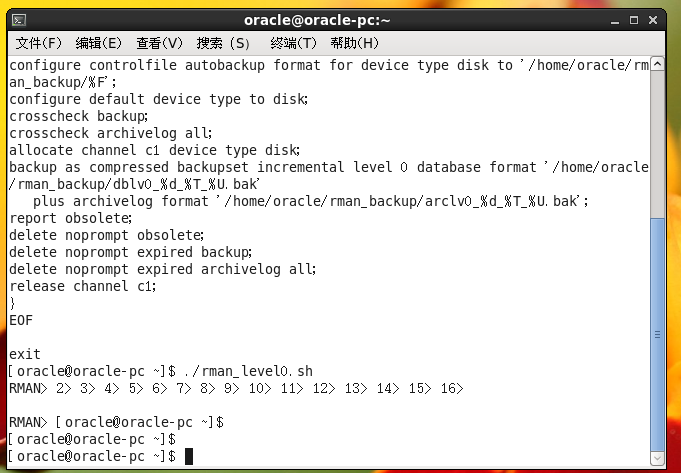 oracle@oracle-pc:~
文件(F) 编辑(E) 查看(V) 搜索 (S) 终端(T) 帮助(H)
configure controlfile autobackup format for device type disk to '/home/oracle/rm
an_backup/%F';
configure default device type to disk;
crosscheck backup;
crosscheck archivelog all;
allocate channel c1 device type disk;
backup as compressed backupset incremental level 0 database format '/home/oracle
/rman_backup/dblv0_%d_%T_%U.bak'
   plus archivelog format '/home/oracle/rman_backup/arclv0_%d_%T_%U.bak';
report obsolete;
delete noprompt obsolete;
delete noprompt expired backup;
delete noprompt expired archivelog all;
release channel c1;
}
EOF
exit
[oracle@oracle-pc ~]$ ./rman_level0.sh
RMAN> 2> 3> 4> 5> 6> 7> 8> 9> 10> 11> 12> 13> 14> 15> 16>
RMAN> [oracle@oracle-pc ~]$
[oracle@oracle-pc ~]$
[oracle@oracle-pc ~]$